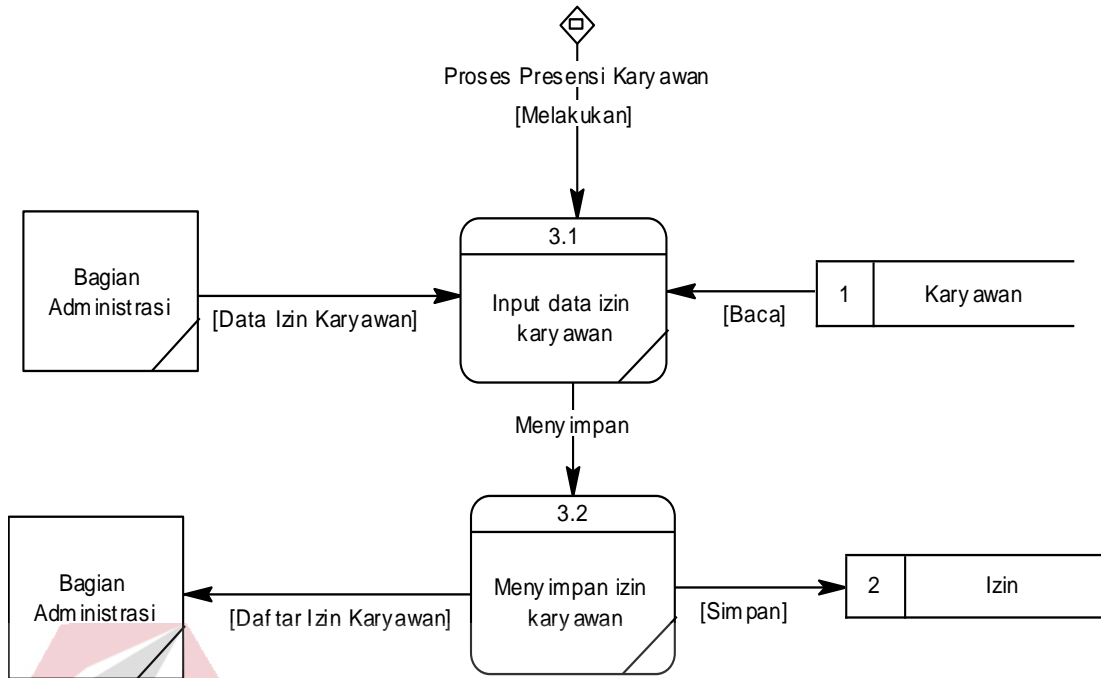 Proses Presensi Karyawan
[Melakukan]
3.1
Bagian
Administrasi
[Data Izin Karyawan]
Input data izin
karyawan
[Baca]
1
Karyawan
Menyimpan
3.2
Bagian
Administrasi
[Daftar Izin Karyawan]
Menyimpan izin
karyawan
[Simpan]
2
Izin